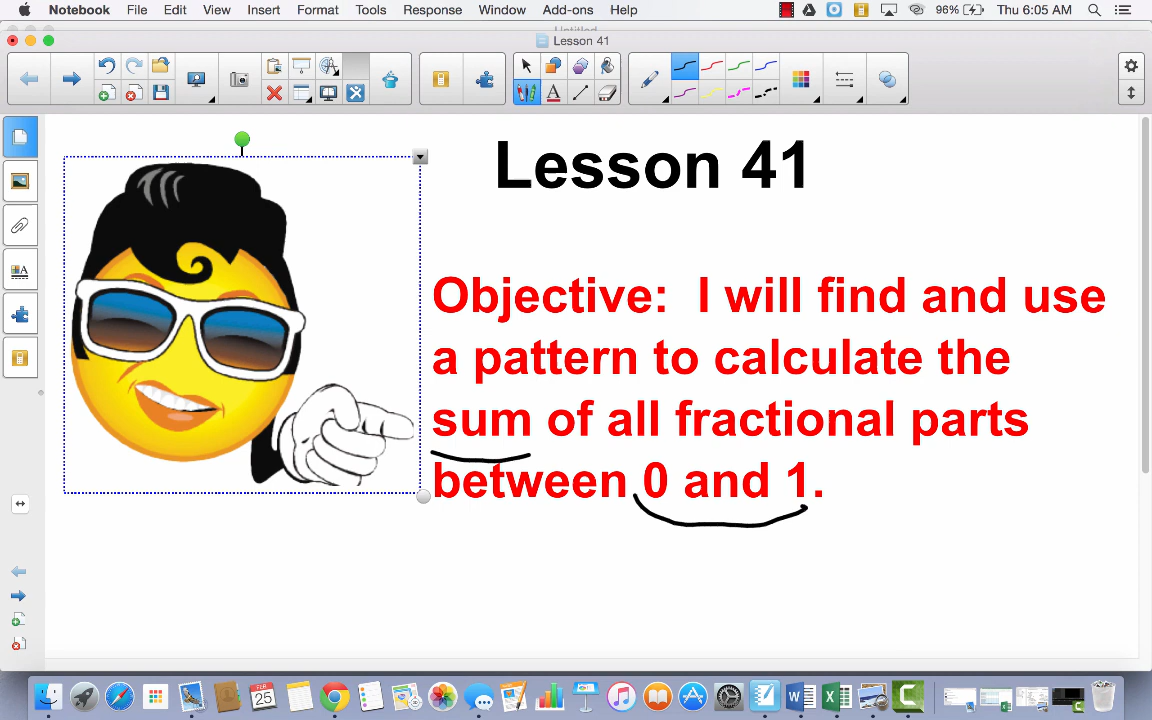 Notebook File Edit View Insert Format Tools Response Window Add-ons Help 96% Thu 6:05 AM
Lesson 41
Lesson 41
Objective: I will find and use
a pattern to calculate the
sum of all fractional parts
between 0 and 1.
FEB
25